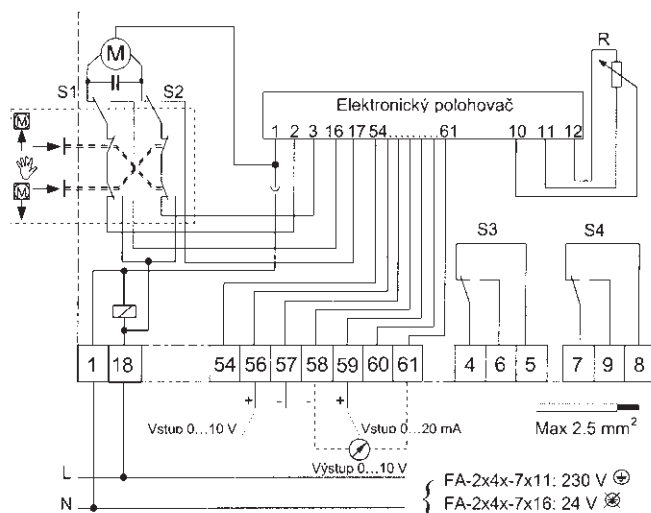 M
R
S1
S2
Elektronický polohovač
1 2 3 16 17 54 ........ 61 10 11 12
M
M
S3
S4
1 18 54 56 57 58 59 60 61 4 6 5 7 9 8
+ - - +
Vstup 0...10 V
Vstup 0...20 mA
Max 2.5 mm²
Výstup 0...10 V
L
N
FA-2x4x-7x11: 230 V
FA-2x4x-7x16: 24 V